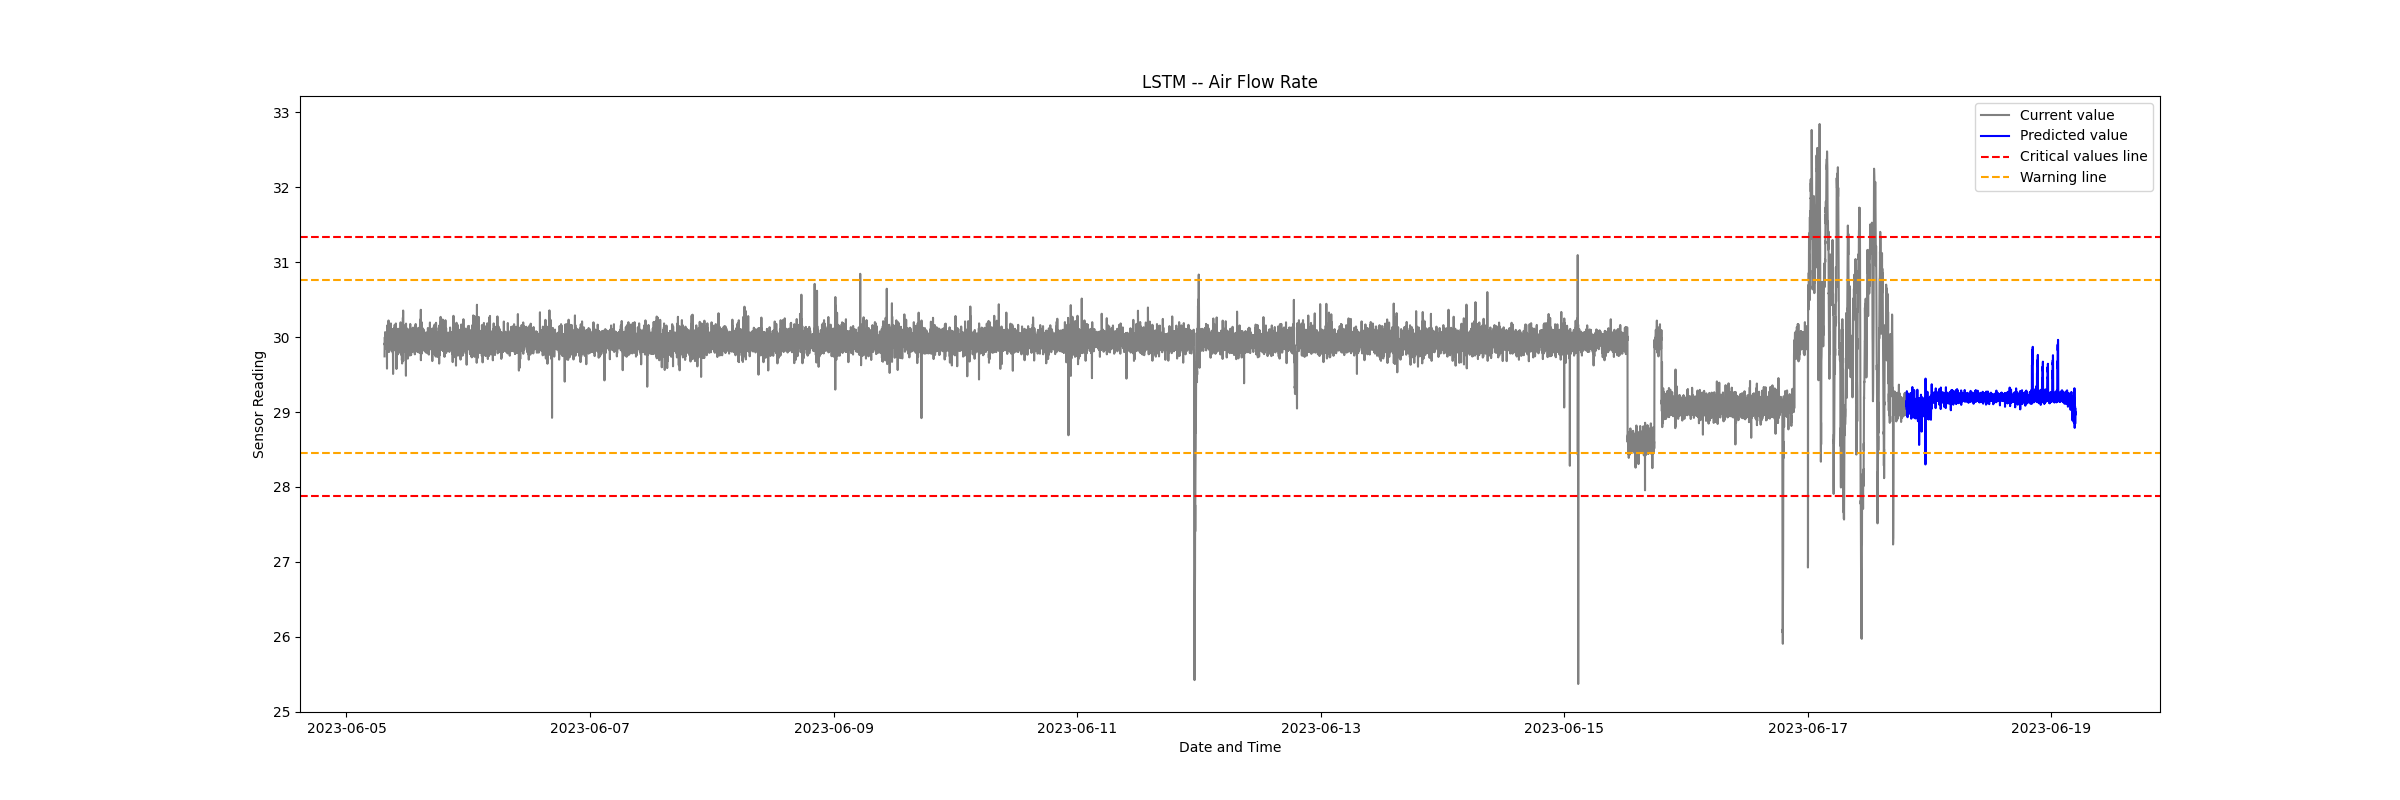 LSTM -- Air Flow Rate
Current value
Predicted value
Critical values line
Warning line
33
32
31
30
29
28
27
26
25
Sensor Reading
2023-06-05
2023-06-07
2023-06-09
2023-06-11
2023-06-13
2023-06-15
2023-06-17
2023-06-19
Date and Time